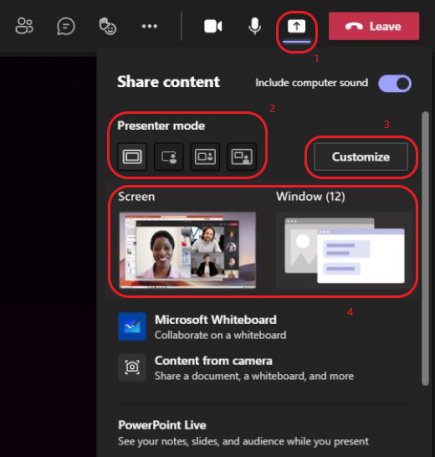 Leave
1
Share content
Include computer sound
2
3
Presenter mode
Customize
Screen
Window (12)
4
Microsoft Whiteboard
Collaborate on a whiteboard
Content from camera
Share a document, a whiteboard, and more
PowerPoint Live
See your notes, slides, and audience while you present